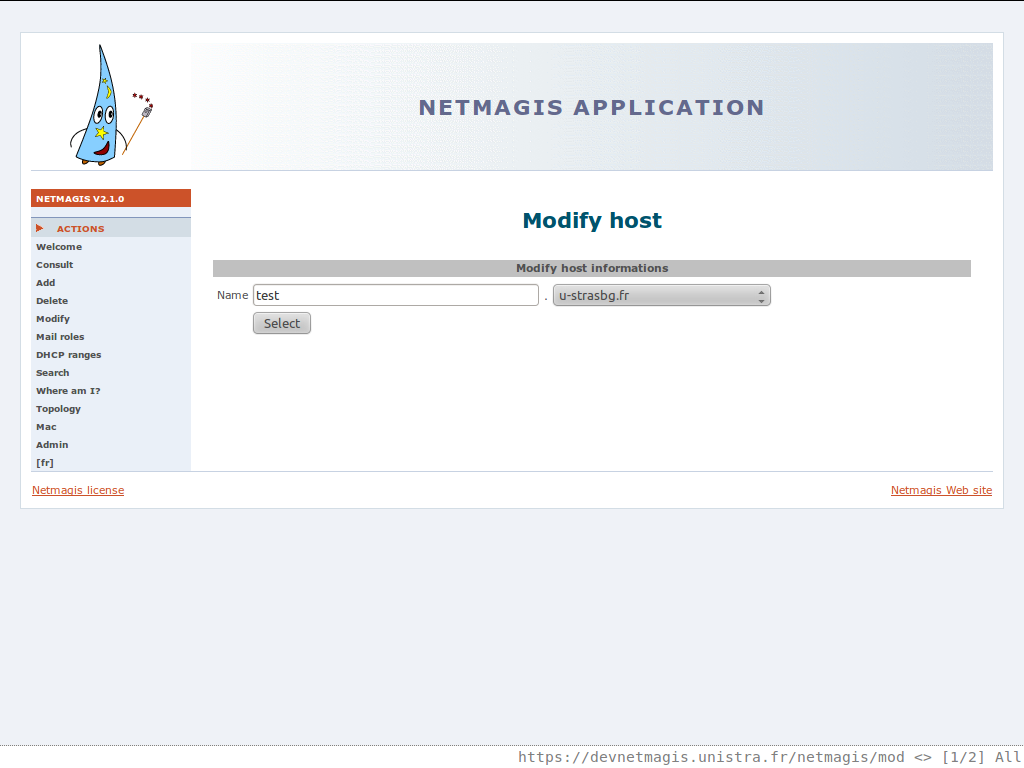 NETMAGIS APPLICATION
NETMAGIS V2.1.0
ACTIONS
Welcome
Consult
Add
Delete
Modify
Mail roles
DHCP ranges
Search
Where am I?
Topology
Mac
Admin
[fr]
Modify host
Modify host informations
Name test . u-strasbg.fr
Select
Netmagis license
Netmagis Web site
https://devnetmagis.unistra.fr/netmagis/mod <> [1/2] All